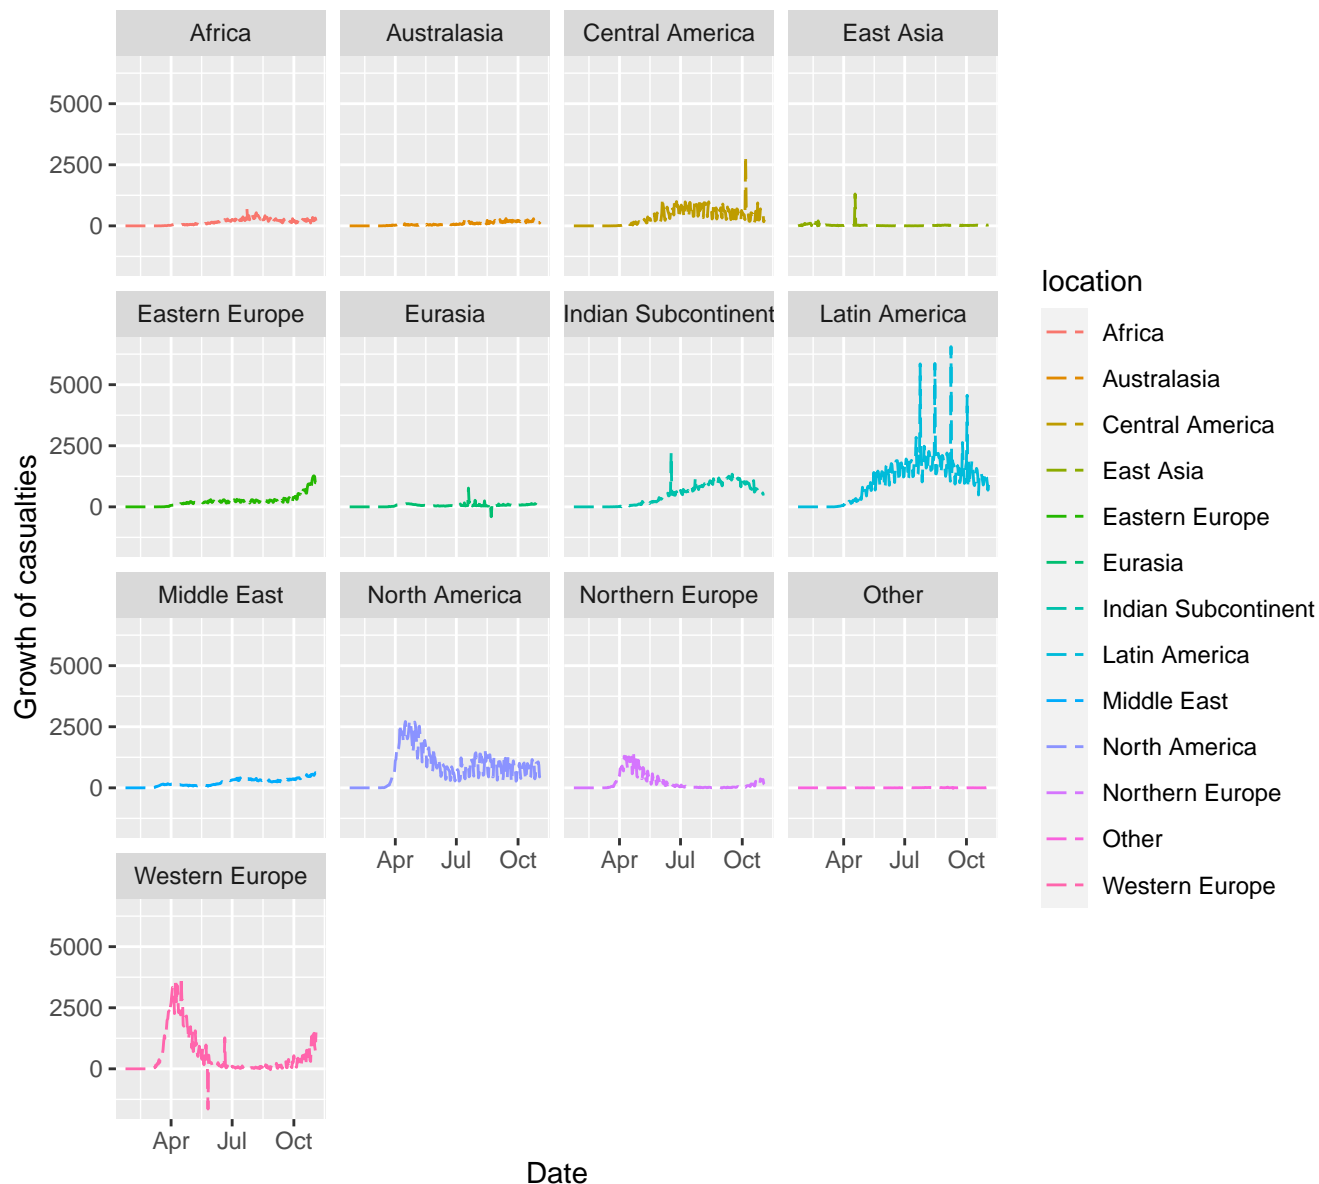 Africa
Australasia
Central America
East Asia
5000
2500
0
Eastern Europe
Eurasia
Indian Subcontinent
Latin America
5000
2500
0
Middle East
North America
Northern Europe
Other
5000
2500
0
Apr Jul Oct
Apr Jul Oct
Apr Jul Oct
Western Europe
5000
2500
0
Apr Jul Oct
Growth of casualties
Date
location
Africa
Australasia
Central America
East Asia
Eastern Europe
Eurasia
Indian Subcontinent
Latin America
Middle East
North America
Northern Europe
Other
Western Europe